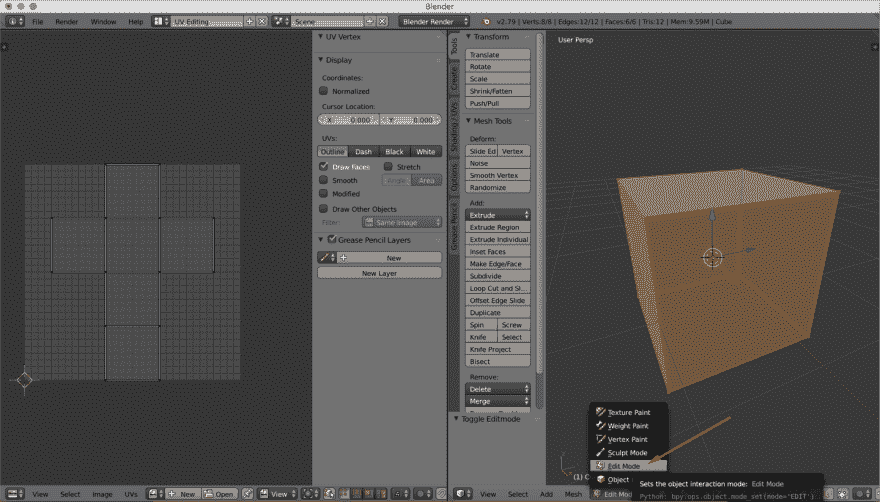 Blender
File Render Window Help UV Editing Scene Blender Render v2.79 | Verts:8/8 | Edges:12/12 | Faces:6/6 | Tris:12 | Mem:9.59M | Cube
UV Vertex
Display
Coordinates:
Normalized
Cursor Location:
X: 0.000 Y: 0.000
UVs:
Outline Dash Black White
Draw Faces Stretch
Smooth Angle Area
Modified
Draw Other Objects
Filter: Same Image
Grease Pencil Layers
New
New Layer
View Select Image UVs New Open
Tools
Create
Shading / UVs
Options
Grease Pencil
Transform
Translate
Rotate
Scale
Shrink/Fatten
Push/Pull
Mesh Tools
Deform:
Slide Ed Vertex
Noise
Smooth Vertex
Randomize
Add:
Extrude
Extrude Region
Extrude Individual
Inset Faces
Make Edge/Face
Subdivide
Loop Cut and Sl...
Offset Edge Slide
Duplicate
Spin Screw
Knife Select
Knife Project
Bisect
Remove:
Delete
Merge
Toggle Editmode
User Persp
Texture Paint
Weight Paint
Vertex Paint
Sculpt Mode
Edit Mode
Object
(1)
Sets the object interaction mode: Edit Mode
Python: bpy.ops.object.mode_set(mode='EDIT')
View Select Add Mesh Edit Mod